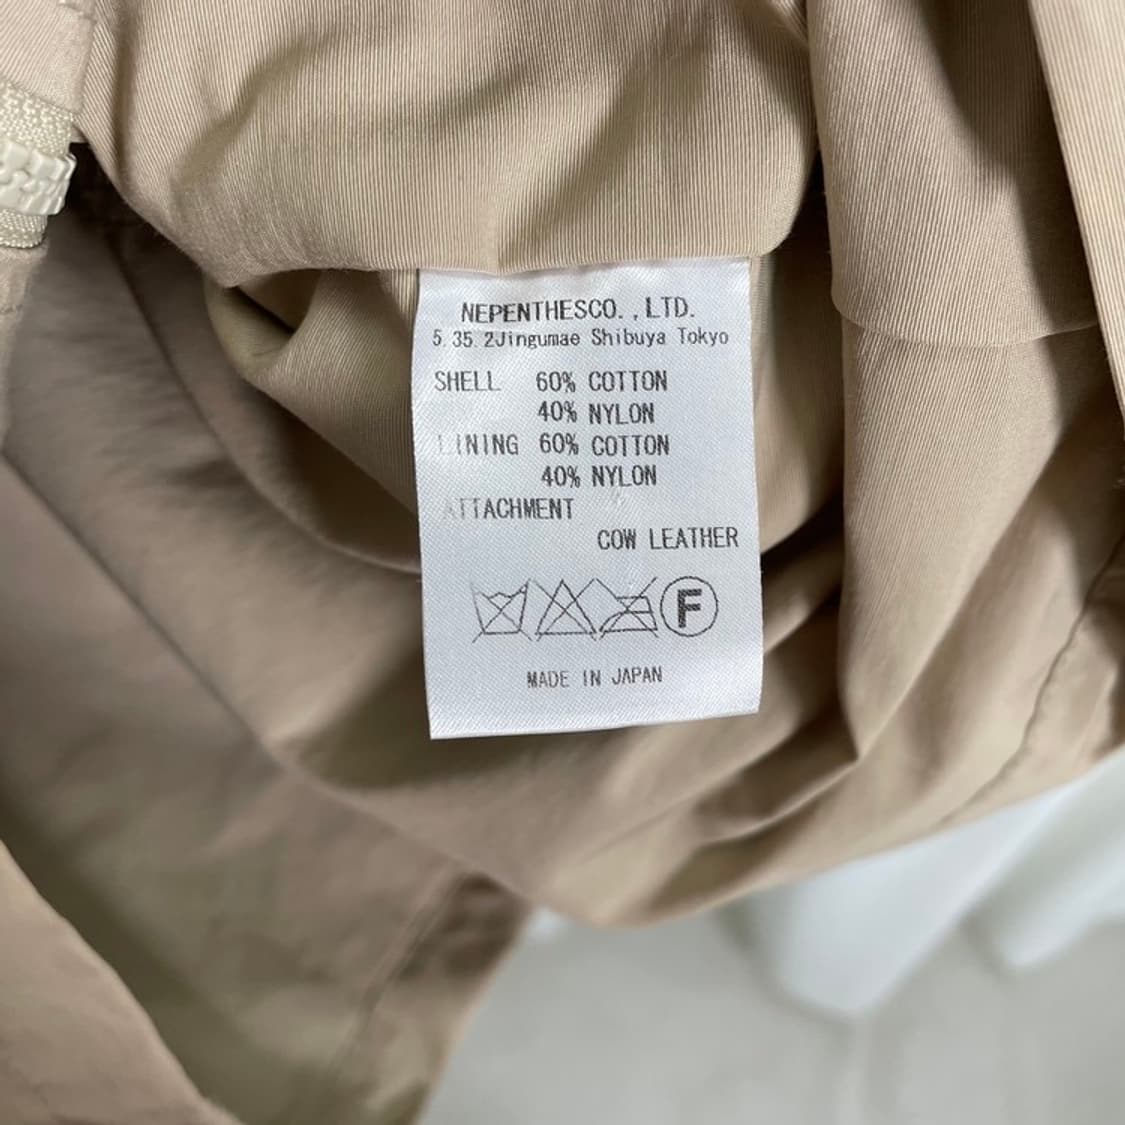 NEPENTHESCO.,LTD.
5.35.2Jingumae Shibuya Tokyo
SHELL 60% COTTON
40% NYLON
LINING 60% COTTON
40% NYLON
ATTACHMENT
COW LEATHER
F
MADE IN JAPAN